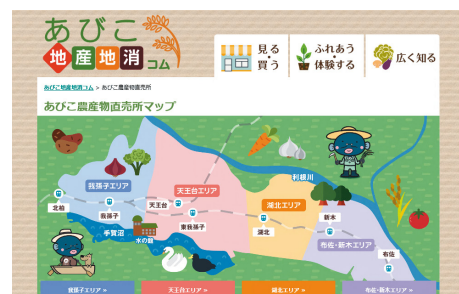 あびこ
地産地消コム
見る
買う
ふれあう
体験する
広く知る
あびこ地産地消コム > あびこ農産物直売所
あびこ農産物直売所マップ
利根川
我孫子エリア
天王台エリア
湖北エリア
布佐・新木エリア
北柏
我孫子
天王台
東我孫子
湖北
新木
布佐
手賀沼
水の館
我孫子エリア »
天王台エリア »
湖北エリア »
布佐・新木エリア »